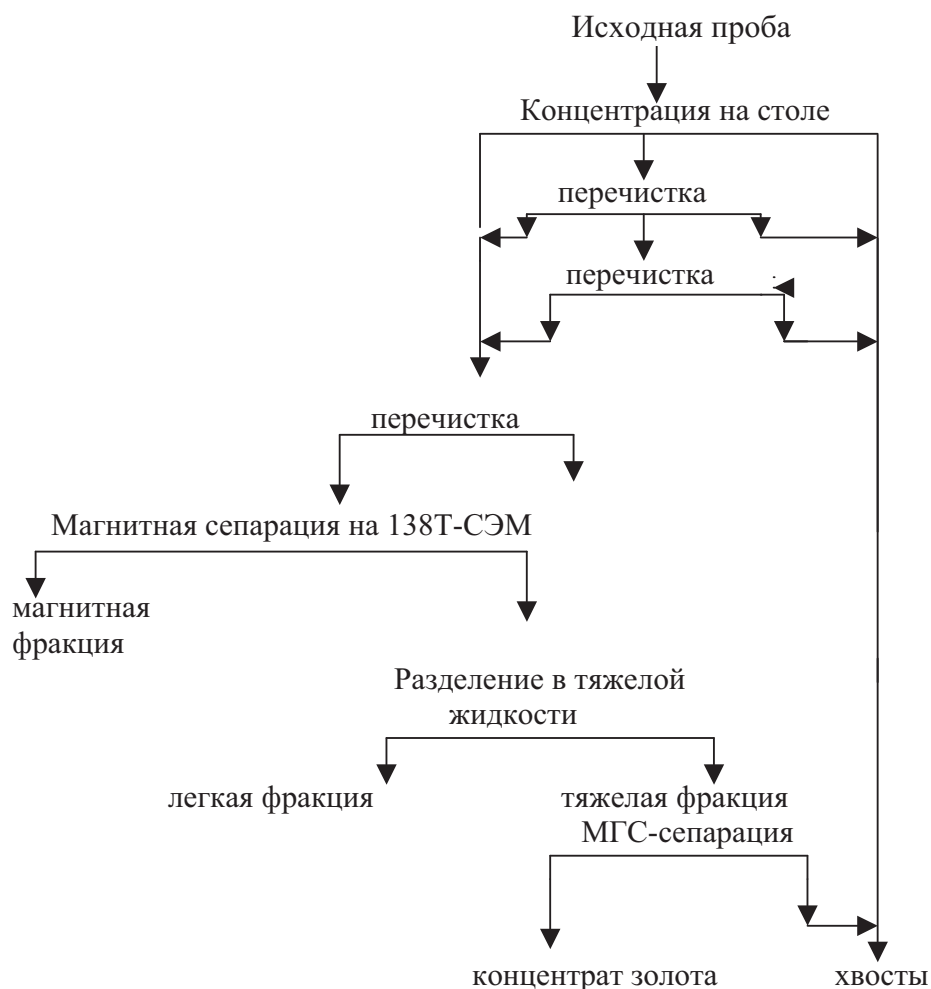 Исходная проба
Концентрация на столе
перечистка
перечистка
перечистка
Магнитная сепарация на 138Т-СЭМ
магнитная
фракция
Разделение в тяжелой
жидкости
легкая фракция
тяжелая фракция
МГС-сепарация
концентрат золота
хвосты